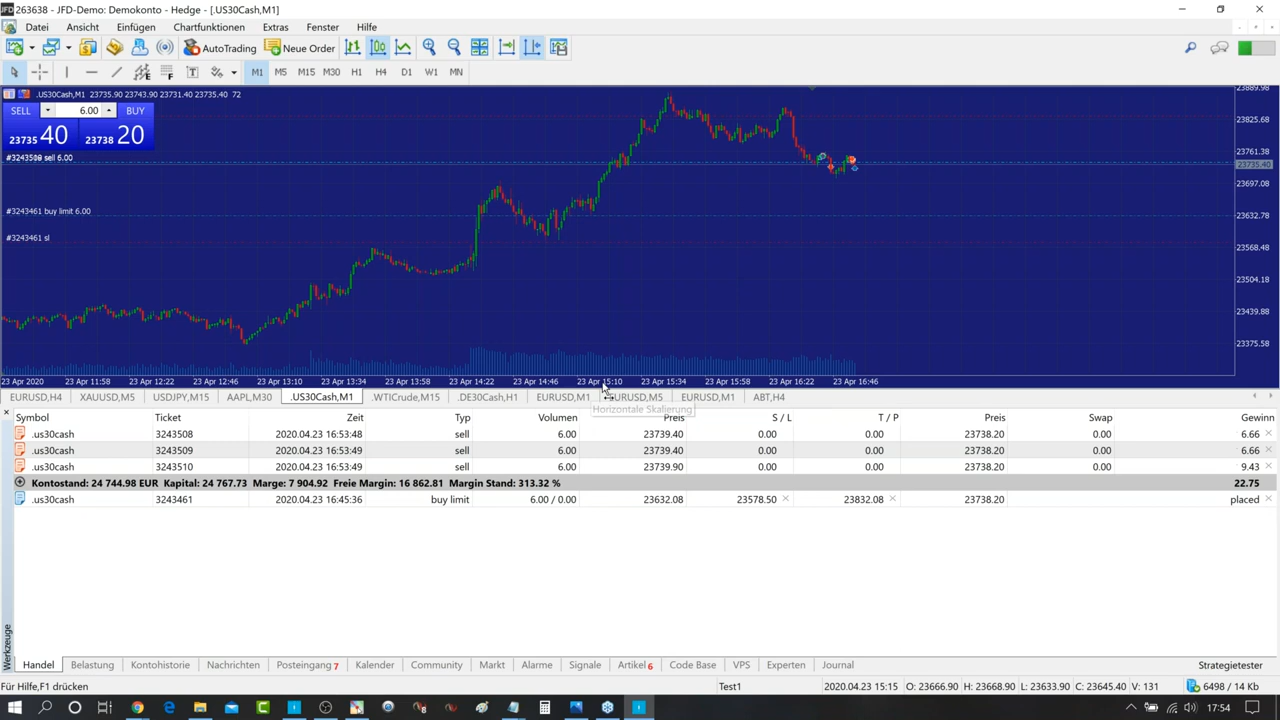 263638 - JFD-Demo: Demokonto - Hedge - [.US30Cash,M1]
Datei Ansicht Einfügen Chartfunktionen Extras Fenster Hilfe
AutoTrading New Order
M1 M5 M15 M30 H1 H4 D1 W1 MN
.US30Cash,M1 23735.90 23743.90 23731.40 23735.40 72
SELL 6.00 BUY
23735 40 23738 20
#3243461 buy limit 6.00
#3243461 sl
23889.98
23825.68
23761.38
23735.40
23697.08
23632.78
23568.48
23504.18
23439.88
23375.58
23 Apr 2020 23 Apr 11:58 23 Apr 12:22 23 Apr 12:46 23 Apr 13:10 23 Apr 13:34 23 Apr 13:58 23 Apr 14:22 23 Apr 14:46 23 Apr 15:10 23 Apr 15:34 23 Apr 15:58 23 Apr 16:22 23 Apr 16:46
EURUSD,H4 XAUUSD,M5 USDJPY,M15 AAPL,M30 .US30Cash,M1 .WTICrude,M15 .DE30Cash,H1 EURUSD,M1 EURUSD,M5 EURUSD,M1 ABT,H4
Horizontale Skalierung
Symbol Ticket Zeit Typ Volumen Preis S / L T / P Preis Swap Gewinn
.us30cash 3243508 2020.04.23 16:53:48 sell 6.00 23739.40 0.00 0.00 23738.20 0.00 6.66
.us30cash 3243509 2020.04.23 16:53:49 sell 6.00 23739.40 0.00 0.00 23738.20 0.00 6.66
.us30cash 3243510 2020.04.23 16:53:49 sell 6.00 23739.90 0.00 0.00 23738.20 0.00 9.43
Kontostand: 24 744.98 EUR Kapital: 24 767.73 Marge: 7 904.92 Freie Margin: 16 862.81 Margin Stand: 313.32 % 22.75
.us30cash 3243461 2020.04.23 16:45:36 buy limit 6.00 / 0.00 23632.08 23578.50 23832.08 23738.20 placed
Werkzeuge
Handel Belastung Kontohistorie Nachrichten Posteingang 7 Kalender Community Markt Alarme Signale Artikel 6 Code Base VPS Experten Journal Strategietester
Für Hilfe,F1 drücken Test1 2020.04.23 15:15 O: 23666.90 H: 23668.90 L: 23633.90 C: 23645.40 V: 131 6498 / 14 Kb
17:54